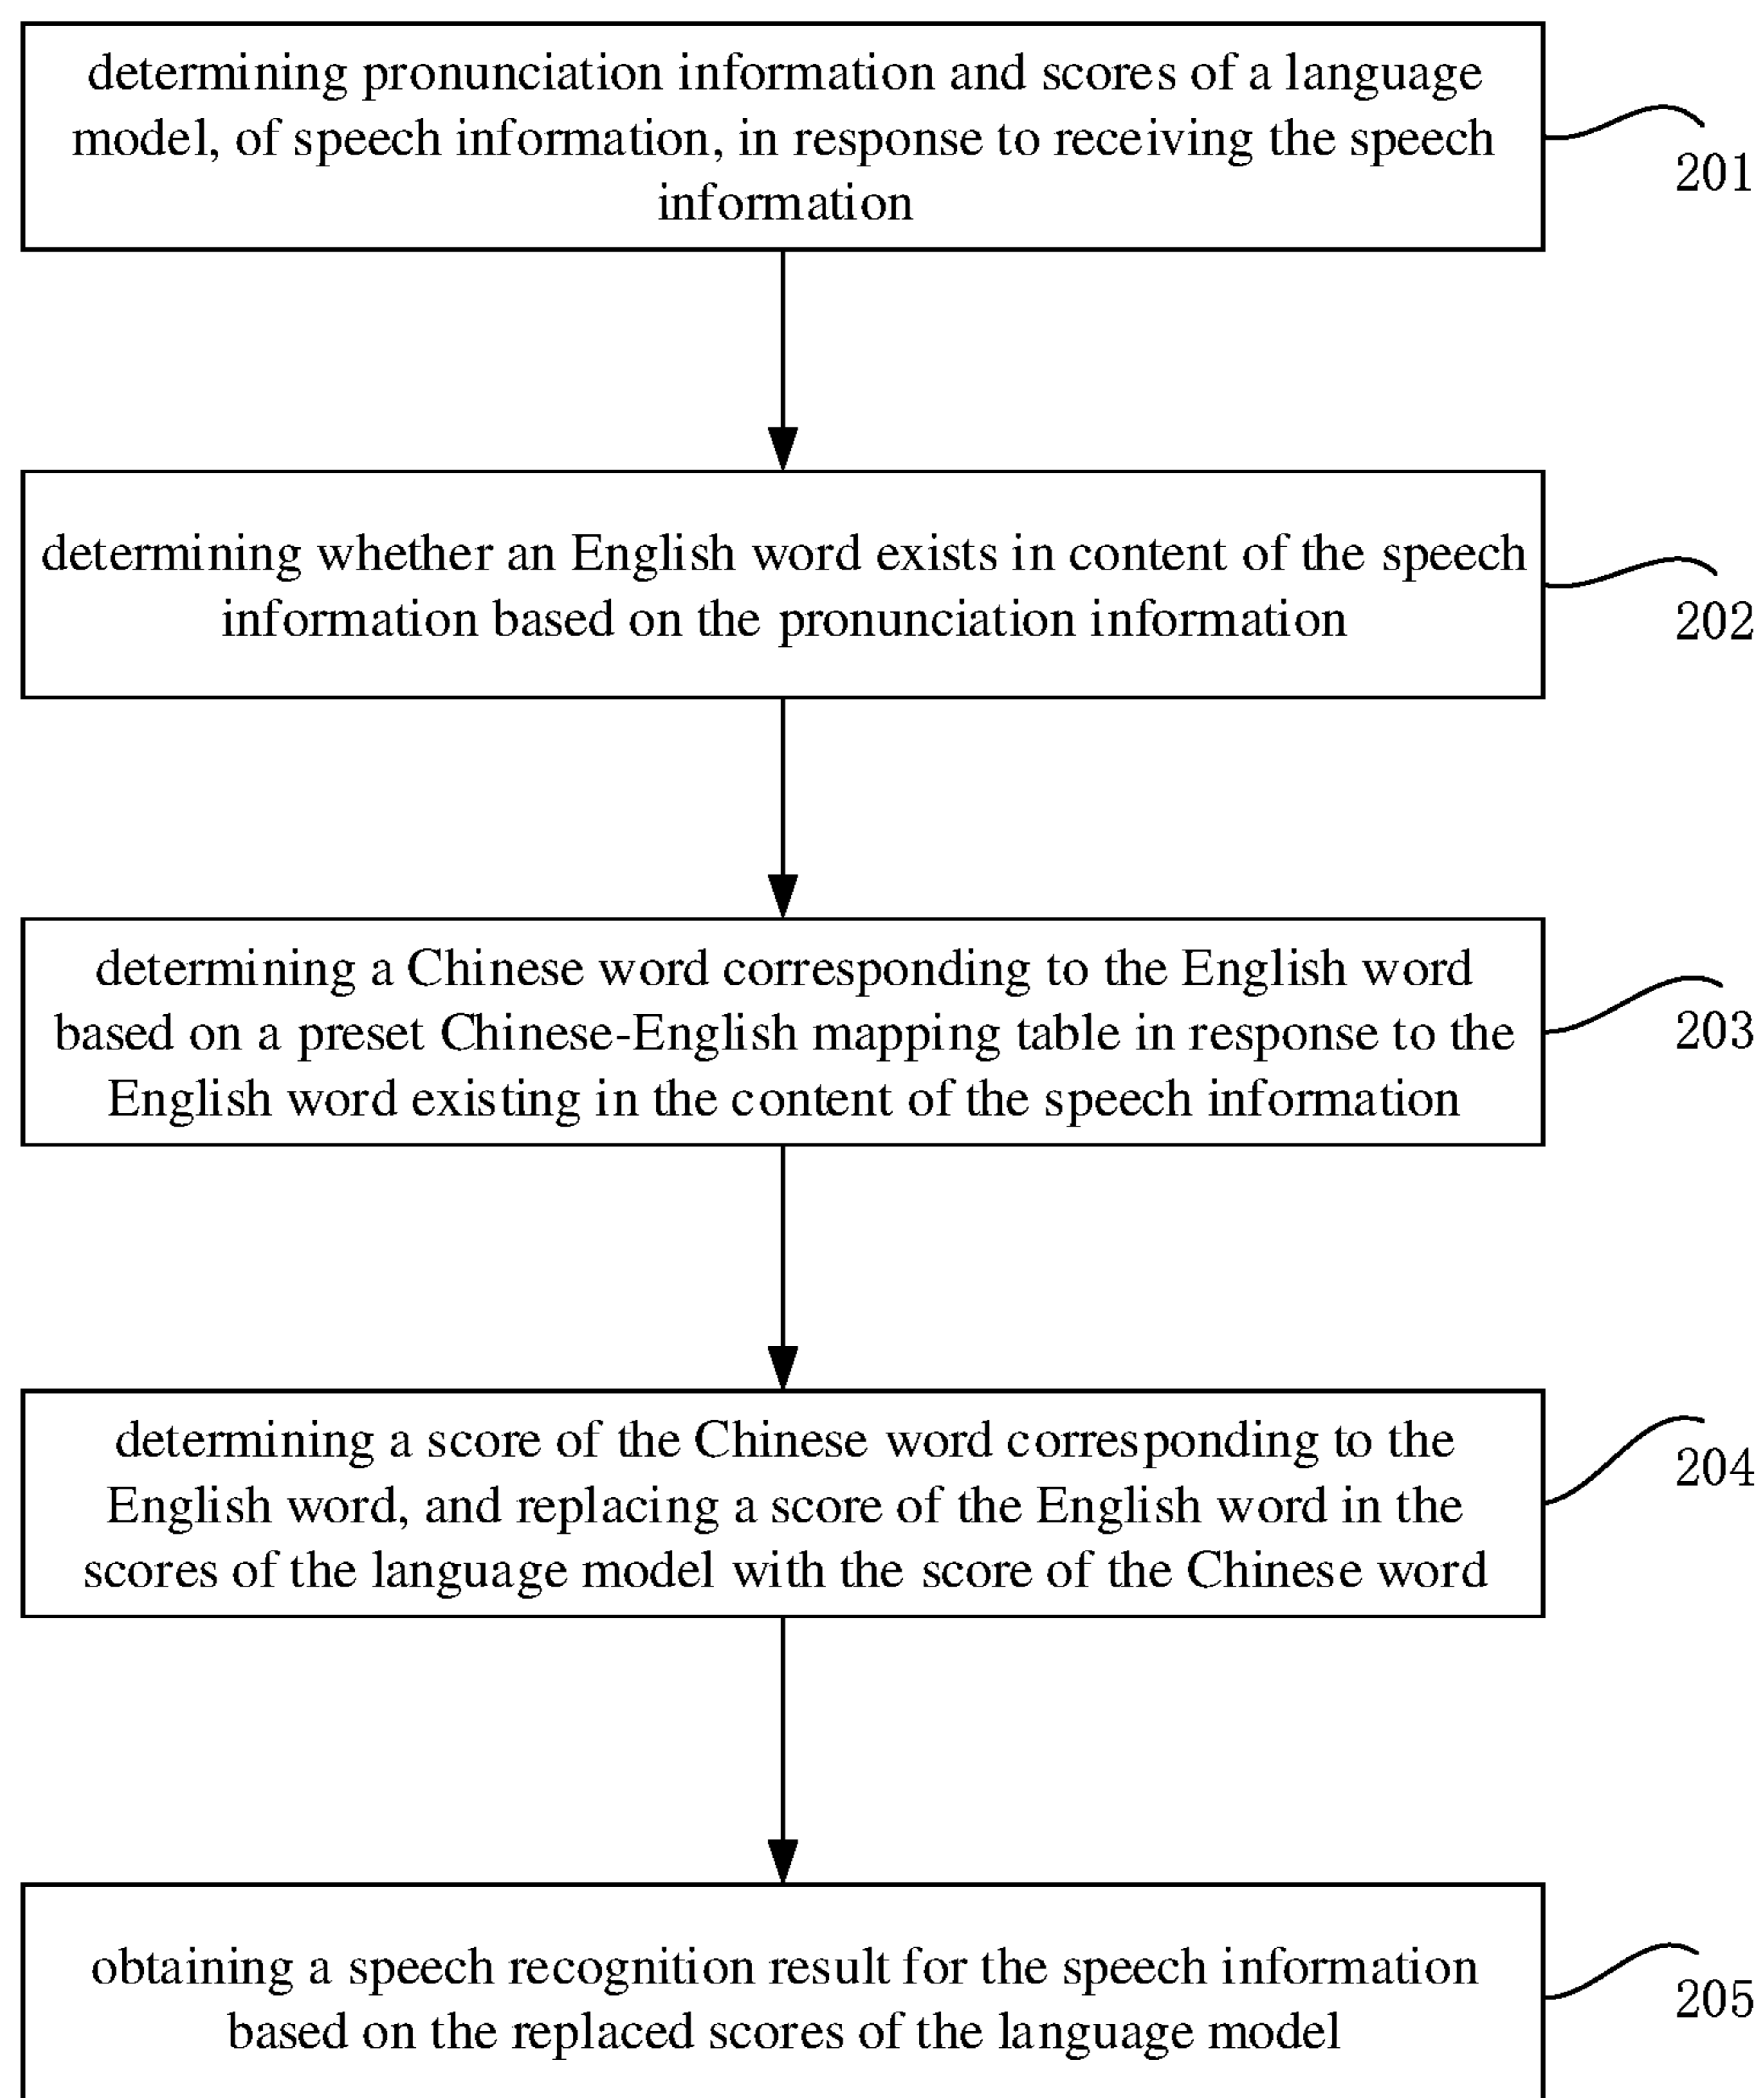 determining pronunciation information and scores of a language
model, of speech information, in response to receiving the speech
information
201
determining whether an English word exists in content of the speech
information based on the pronunciation information
202
determining a Chinese word corresponding to the English word
based on a preset Chinese-English mapping table in response to the
English word existing in the content of the speech information
203
determining a score of the Chinese word corresponding to the
English word, and replacing a score of the English word in the
scores of the language model with the score of the Chinese word
204
obtaining a speech recognition result for the speech information
based on the replaced scores of the language model
205